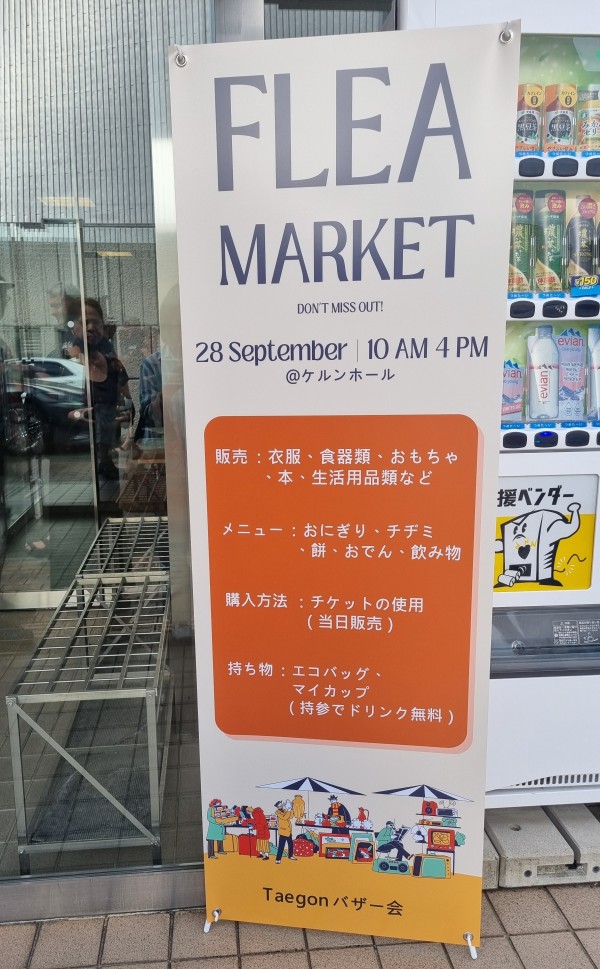 FLEA
MARKET
DON'T MISS OUT!
28 September | 10 AM 4 PM
@ケルンホール
販売：衣服、食器類、おもちゃ
、本、生活用品類など
メニュー：おにぎり、チヂミ
、餅、おでん、飲み物
購入方法：チケットの使用
(当日販売)
持ち物：エコバッグ、
マイカップ
(持参でドリンク無料)
Taegonバザー会
evian
evian
¥150
援ベンダー